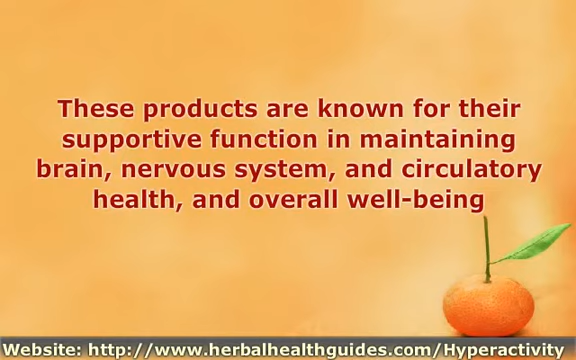 These products are known for their
supportive function in maintaining
brain, nervous system, and circulatory
health, and overall well-being
Website: http://www.herbalhealthguides.com/Hyperactivity